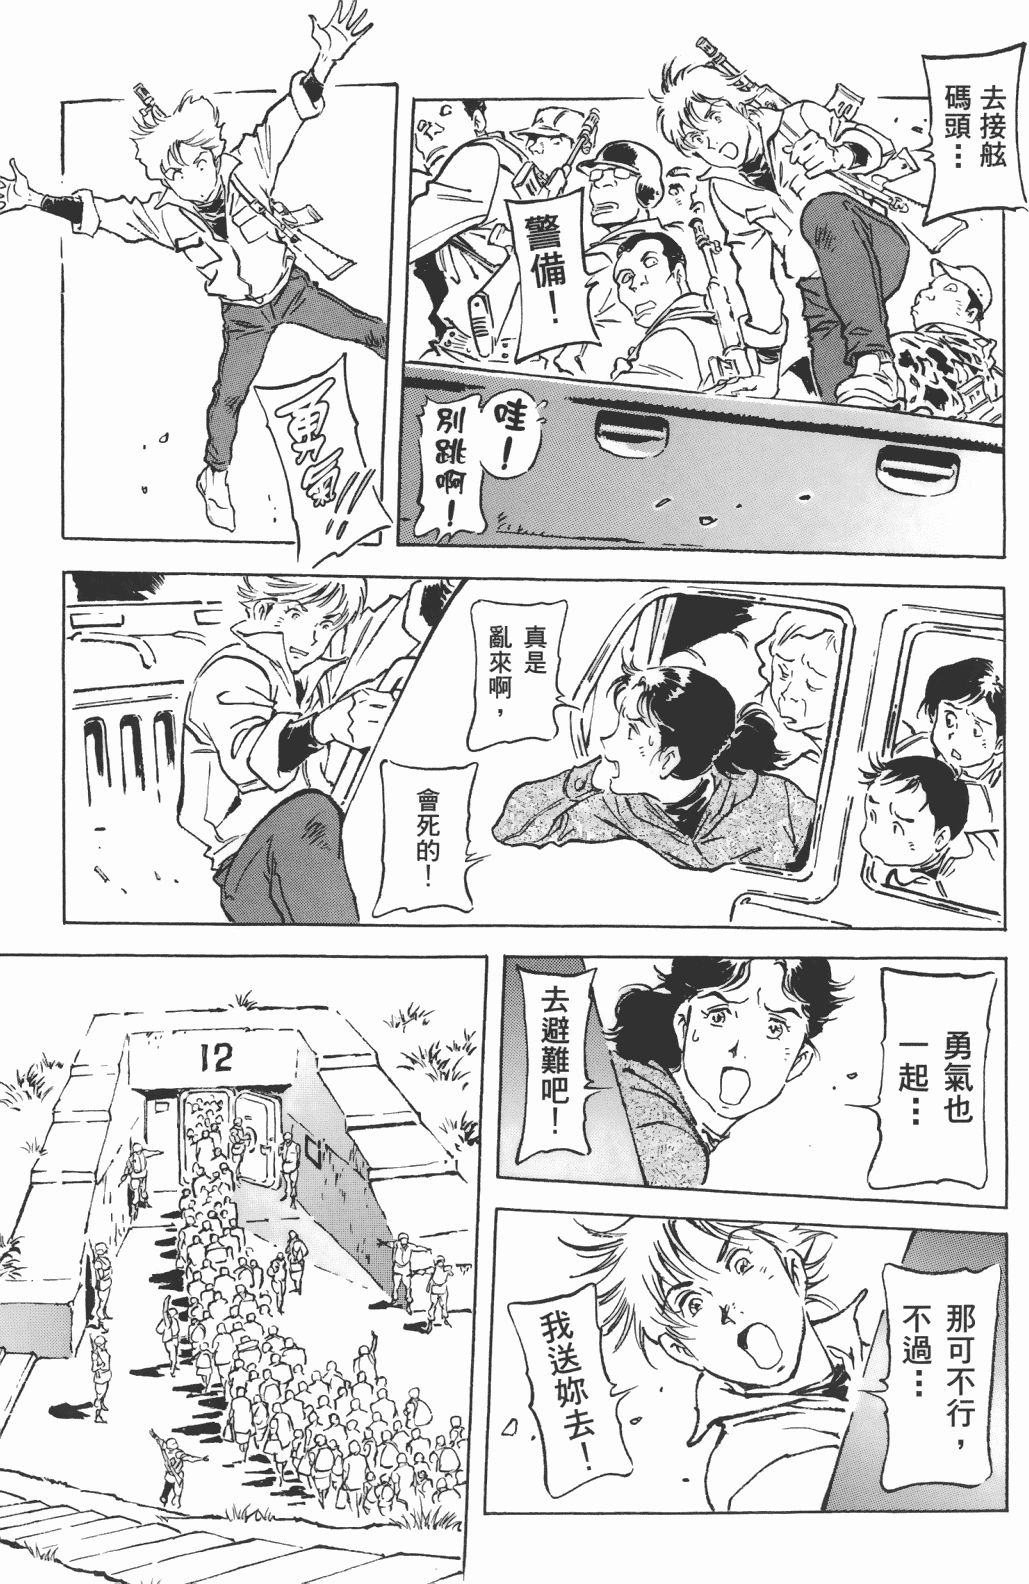 去接舷
碼頭…
警備！
哇！
別跳啊！
勇氣！！
真是
亂來啊，
會死的！
勇氣也
一起…
去避難吧！
那可不行，
不過…
我送妳去！
12